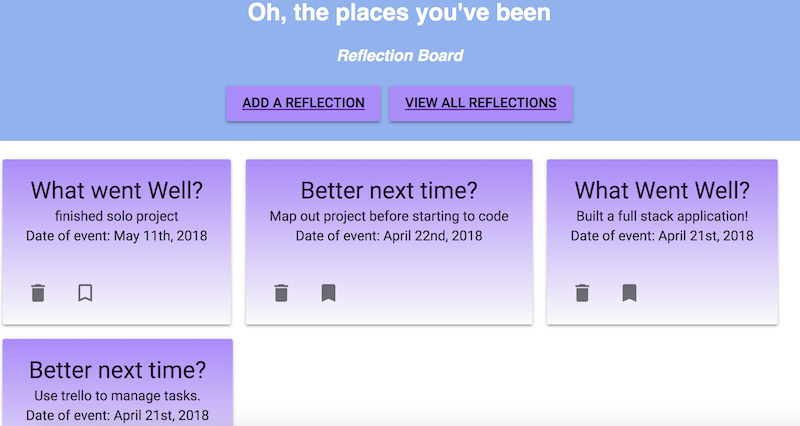 Oh, the places you've been
Reflection Board
ADD A REFLECTION
VIEW ALL REFLECTIONS
What went Well?
finished solo project
Date of event: May 11th, 2018
Better next time?
Map out project before starting to code
Date of event: April 22nd, 2018
What Went Well?
Built a full stack application!
Date of event: April 21st, 2018
Better next time?
Use trello to manage tasks.
Date of event: April 21st, 2018